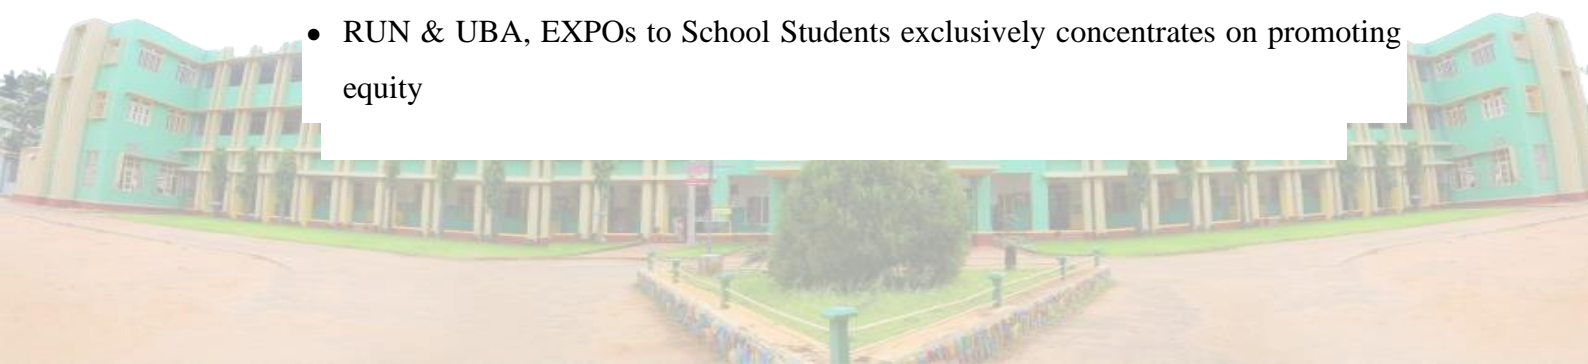 • RUN & UBA, EXPOs to School Students exclusively concentrates on promoting
equity